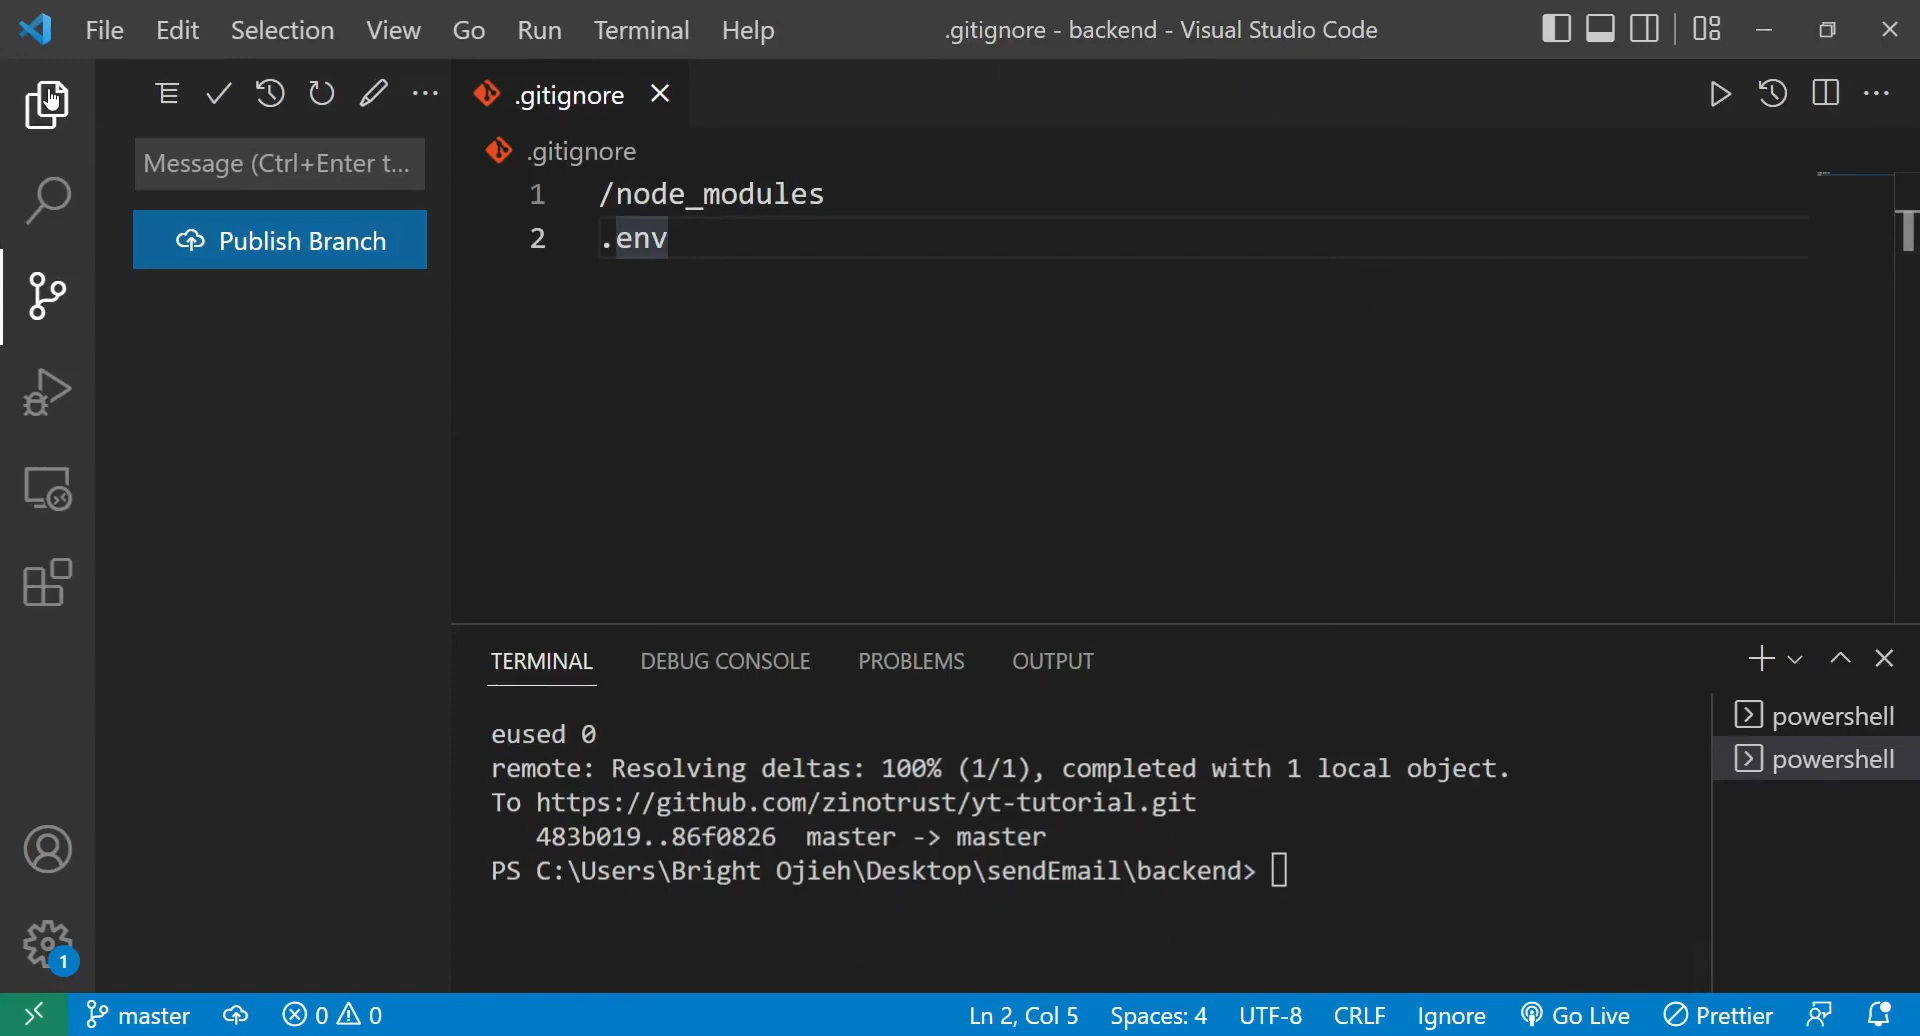 File Edit Selection View Go Run Terminal Help .gitignore - backend - Visual Studio Code
.gitignore
Message (Ctrl+Enter t...
Publish Branch
.gitignore
1 /node_modules
2 .env
TERMINAL DEBUG CONSOLE PROBLEMS OUTPUT
eused 0
remote: Resolving deltas: 100% (1/1), completed with 1 local object.
To https://github.com/zinotrust/yt-tutorial.git
483b019..86f0826 master -> master
PS C:\Users\Bright Ojieh\Desktop\sendEmail\backend>
powershell
powershell
1
master 0 0 Ln 2, Col 5 Spaces: 4 UTF-8 CRLF Ignore Go Live Prettier